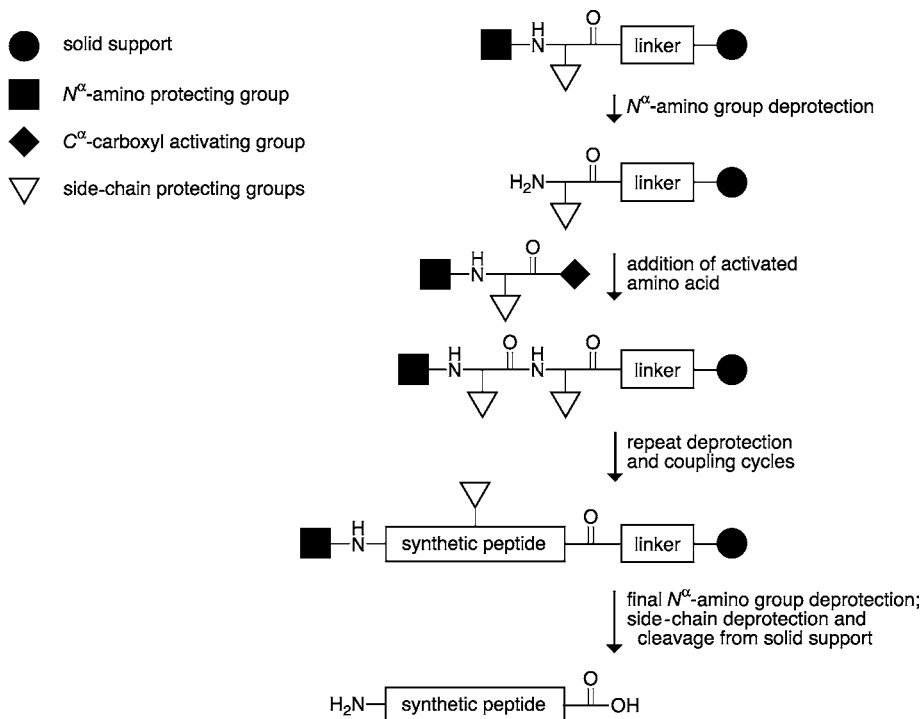 solid support
Nα-amino protecting group
Cα-carboxyl activating group
side-chain protecting groups
H
N
O
linker
Nα-amino group deprotection
H2N
O
linker
H
N
O
addition of activated
amino acid
H
N
O
H
N
O
linker
repeat deprotection
and coupling cycles
H
N
synthetic peptide
O
linker
final Nα-amino group deprotection;
side-chain deprotection and
cleavage from solid support
H2N
synthetic peptide
O
OH